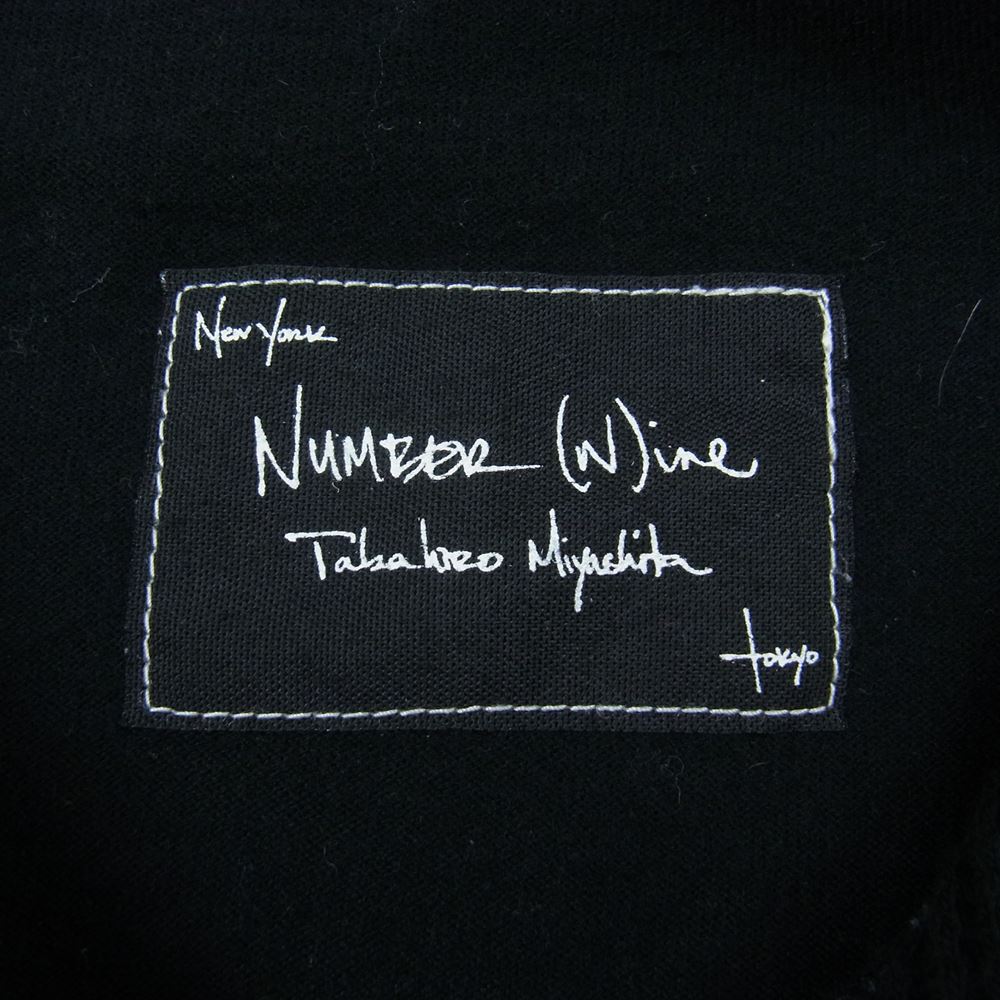 New York
NUMBER (N)ine
Takahiro Miyashita
tokyo